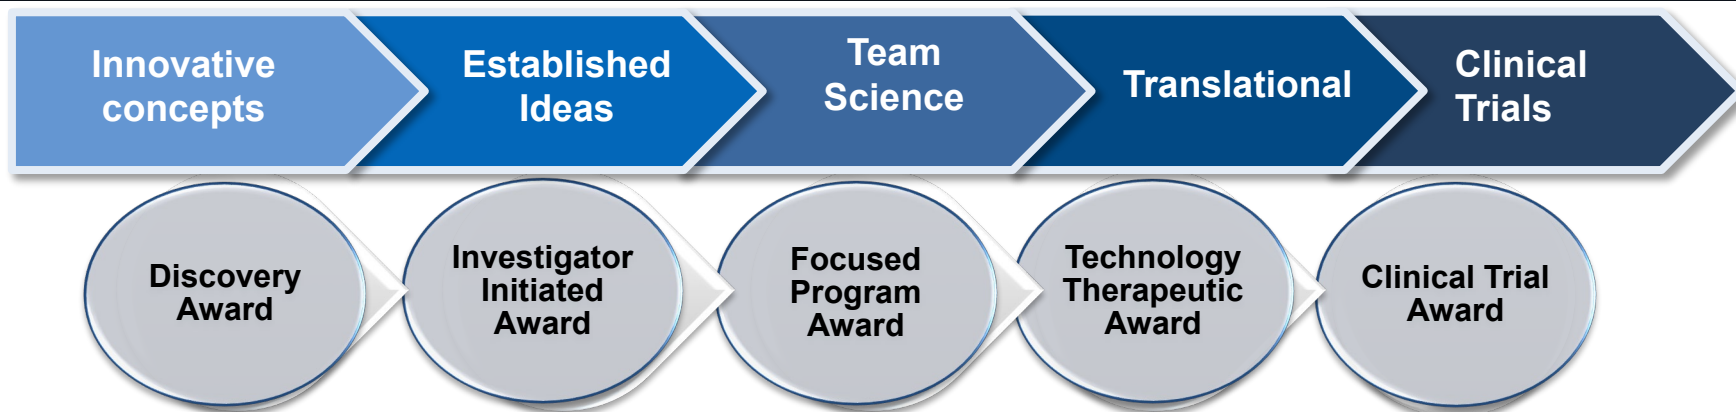 Innovative
concepts
Established
Ideas
Team
Science
Translational
Clinical
Trials
Discovery
Award
Investigator
Initiated
Award
Focused
Program
Award
Technology
Therapeutic
Award
Clinical Trial
Award